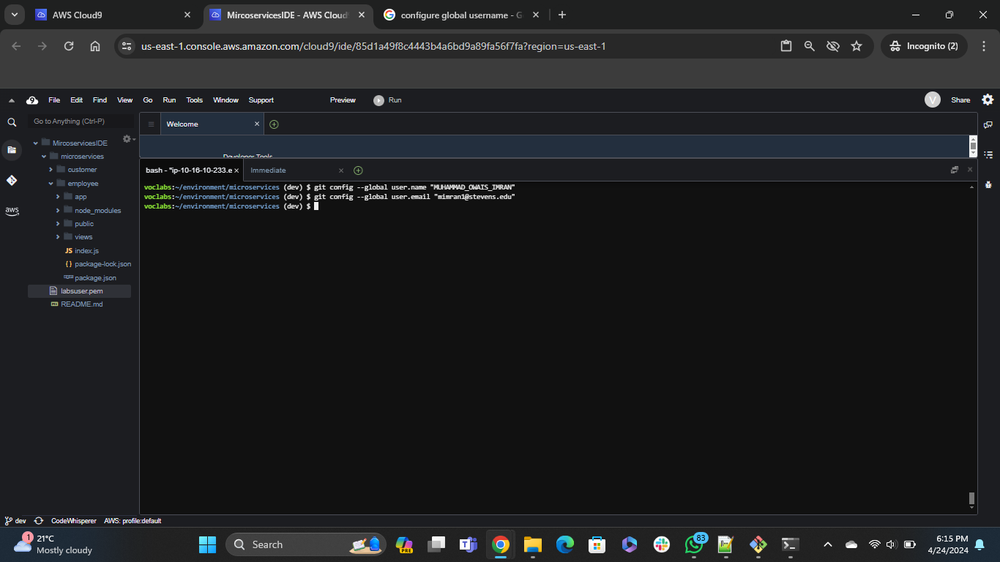 AWS Cloud9
MircoservicesIDE - AWS Cloud
configure global username - G
us-east-1.console.aws.amazon.com/cloud9/ide/85d1a49f8c4443b4a6bd9a89fa56f7fa?region=us-east-1
Incognito (2)
9 File Edit Find View Go Run Tools Window Support Preview Run V Share
Go to Anything (Ctrl-P)
Welcome
MircoservicesIDE
microservices
customer
employee
app
node_modules
public
views
JS index.js
{ } package-lock.json
package.json
labsuser.pem
README.md
aws
Developer Tools
bash - "ip-10-16-10-233.e
Immediate
voclabs:~/environment/microservices (dev) $ git config --global user.name "MUHAMMAD_OWAIS_IMRAN"
voclabs:~/environment/microservices (dev) $ git config --global user.email "mimran1@stevens.edu"
voclabs:~/environment/microservices (dev) $
dev CodeWhisperer AWS: profile:default
1
21°C
Mostly cloudy
Search
PRE
83
6:15 PM
4/24/2024